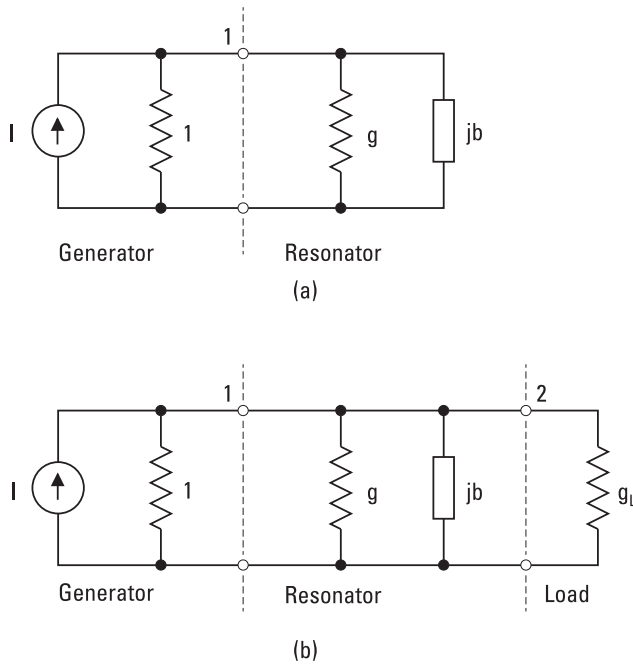 1
I
1
g
jb
Generator
Resonator
(a)
1
2
I
1
g
jb
gL
Generator
Resonator
Load
(b)